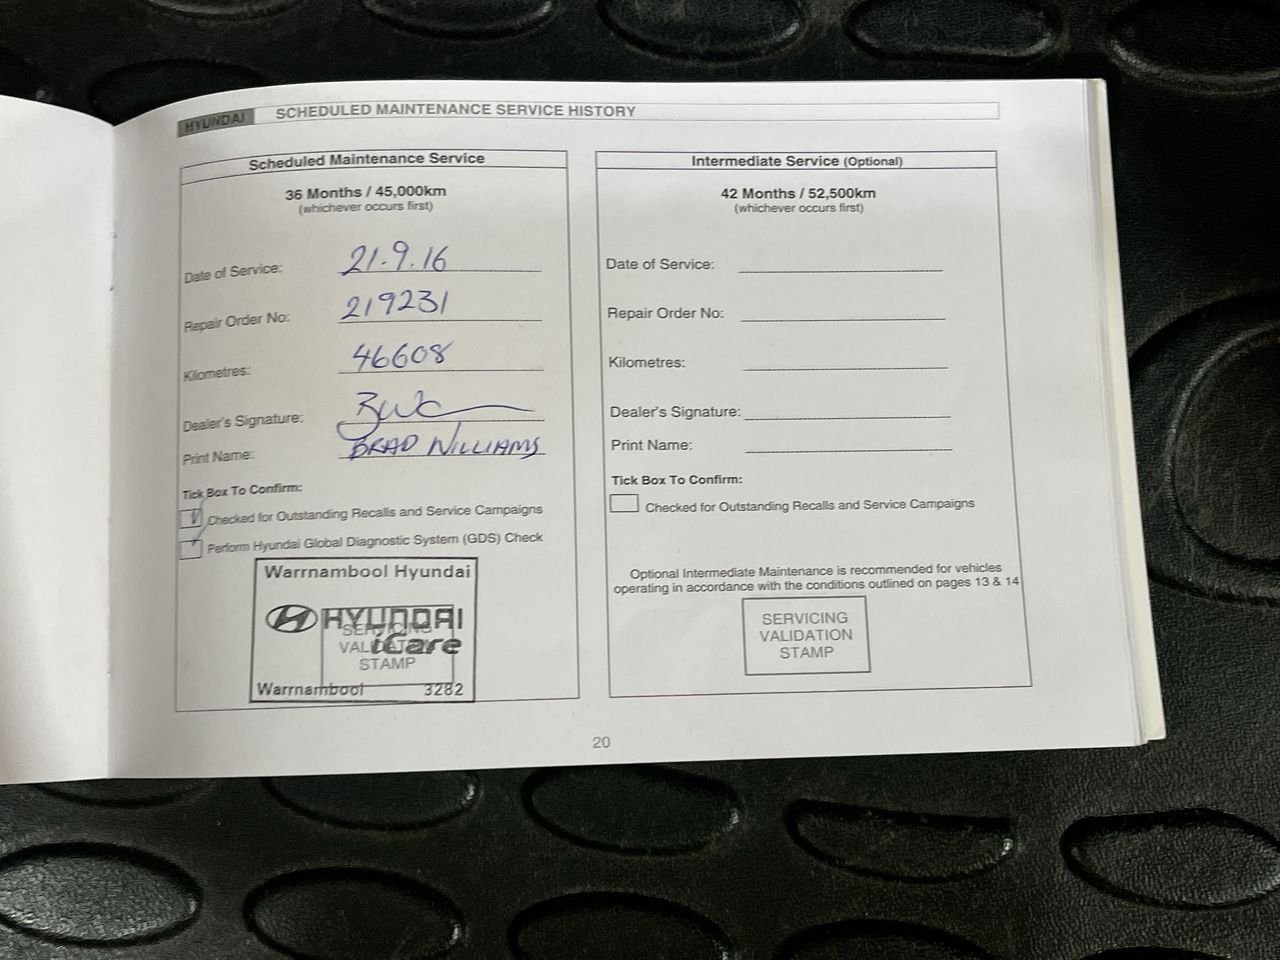 HYUNDAI SCHEDULED MAINTENANCE SERVICE HISTORY
Scheduled Maintenance Service
36 Months / 45,000km
(whichever occurs first)
Date of Service: 21.9.16
Repair Order No: 219231
Kilometres: 46608
Dealer's Signature:
Print Name: BRAD WILLIAMS
Tick Box To Confirm:
Checked for Outstanding Recalls and Service Campaigns
Perform Hyundai Global Diagnostic System (GDS) Check
Warrnambool Hyundai
HYUNDAI
iCare
SERVICING
VALIDATION
STAMP
Warrnambool 3282
Intermediate Service (Optional)
42 Months / 52,500km
(whichever occurs first)
Date of Service:
Repair Order No:
Kilometres:
Dealer's Signature:
Print Name:
Tick Box To Confirm:
Checked for Outstanding Recalls and Service Campaigns
Optional Intermediate Maintenance is recommended for vehicles
operating in accordance with the conditions outlined on pages 13 & 14
SERVICING
VALIDATION
STAMP
20